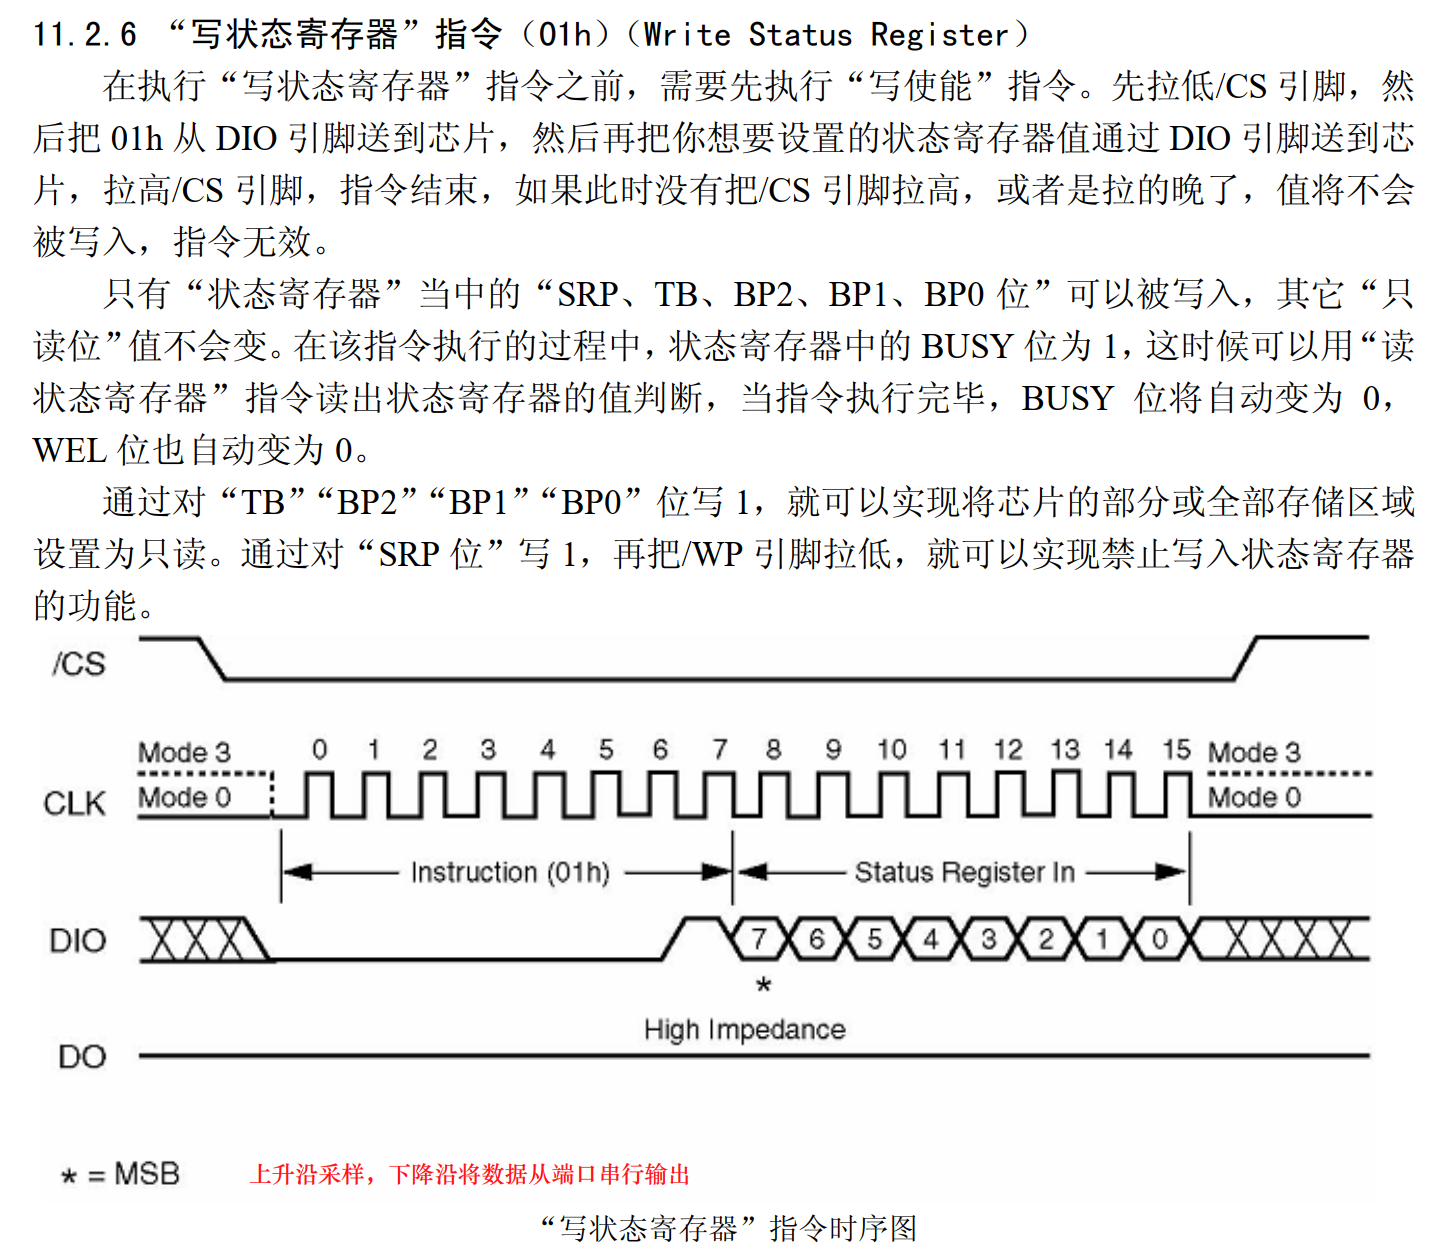 11.2.6 “写状态寄存器”指令（01h）（Write Status Register）
在执行“写状态寄存器”指令之前，需要先执行“写使能”指令。先拉低/CS 引脚，然
后把 01h 从 DIO 引脚送到芯片，然后再把你想要设置的状态寄存器值通过 DIO 引脚送到芯
片，拉高/CS 引脚，指令结束，如果此时没有把/CS 引脚拉高，或者是拉的晚了，值将不会
被写入，指令无效。
只有“状态寄存器”当中的“SRP、TB、BP2、BP1、BP0 位”可以被写入，其它“只
读位”值不会变。在该指令执行的过程中，状态寄存器中的 BUSY 位为 1，这时候可以用“读
状态寄存器”指令读出状态寄存器的值判断，当指令执行完毕，BUSY 位将自动变为 0，
WEL 位也自动变为 0。
通过对“TB”“BP2”“BP1”“BP0”位写 1，就可以实现将芯片的部分或全部存储区域
设置为只读。通过对“SRP 位”写 1，再把/WP 引脚拉低，就可以实现禁止写入状态寄存器
的功能。
/CS
Mode 3 0 1 2 3 4 5 6 7 8 9 10 11 12 13 14 15 Mode 3
CLK Mode 0 Mode 0
Instruction (01h) Status Register In
DIO 7 6 5 4 3 2 1 0
*
High Impedance
DO
* = MSB 上升沿采样，下降沿将数据从端口串行输出
“写状态寄存器”指令时序图